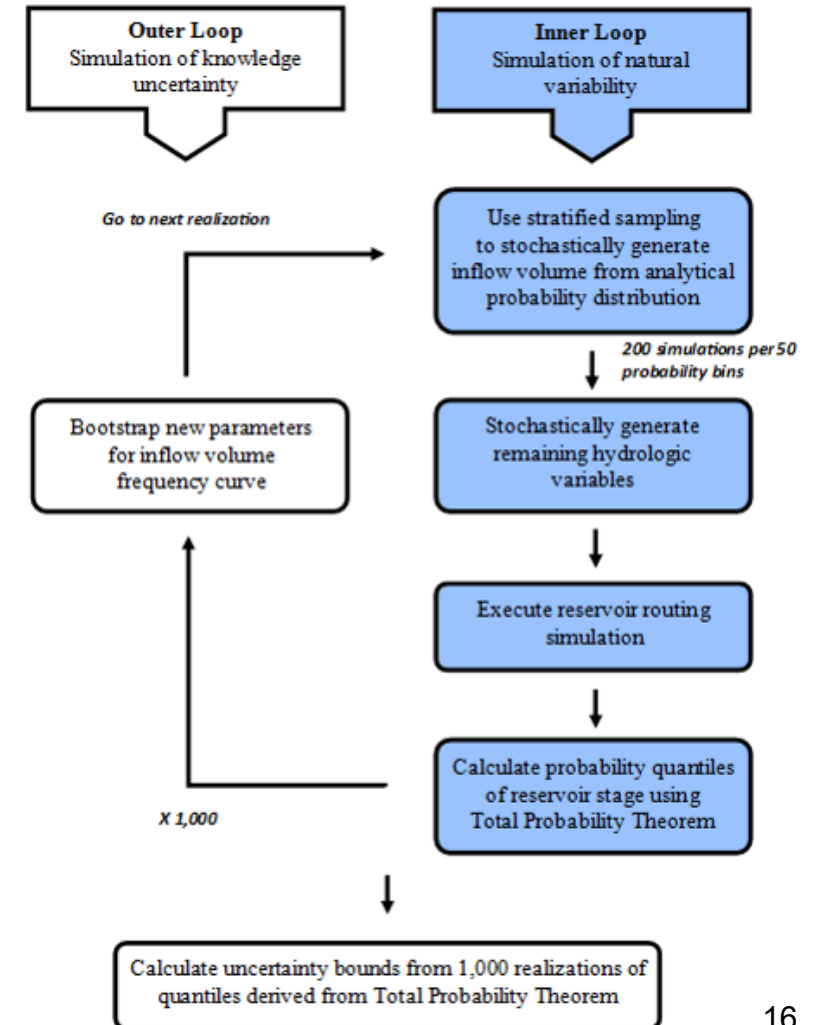 Outer Loop
Simulation of knowledge
uncertainty
Inner Loop
Simulation of natural
variability
Go to next realization
Use stratified sampling
to stochastically generate
inflow volume from analytical
probability distribution
200 simulations per 50
probability bins
Bootstrap new parameters
for inflow volume
frequency curve
Stochastically generate
remaining hydrologic
variables
Execute reservoir routing
simulation
Calculate probability quantiles
of reservoir stage using
Total Probability Theorem
X 1,000
Calculate uncertainty bounds from 1,000 realizations of
quantiles derived from Total Probability Theorem
16